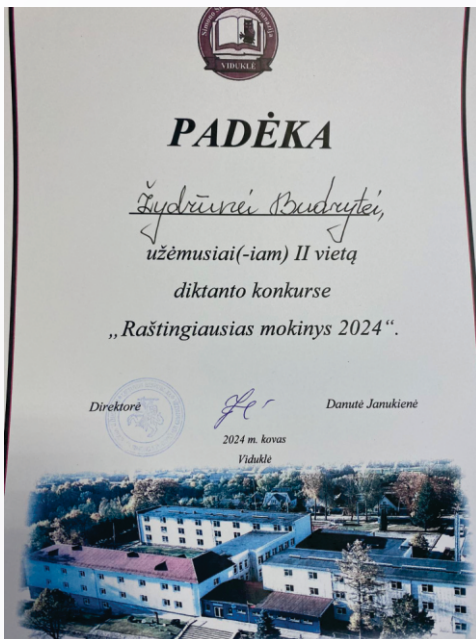 VIDUKLĖ
PADĖKA
Žydrūnei Budrytei,
užėmusiai(-iam) II vietą
diktanto konkurse
„Raštingiausias mokinys 2024“.
Direktorė Danutė Janukienė
2024 m. kovas
Viduklė